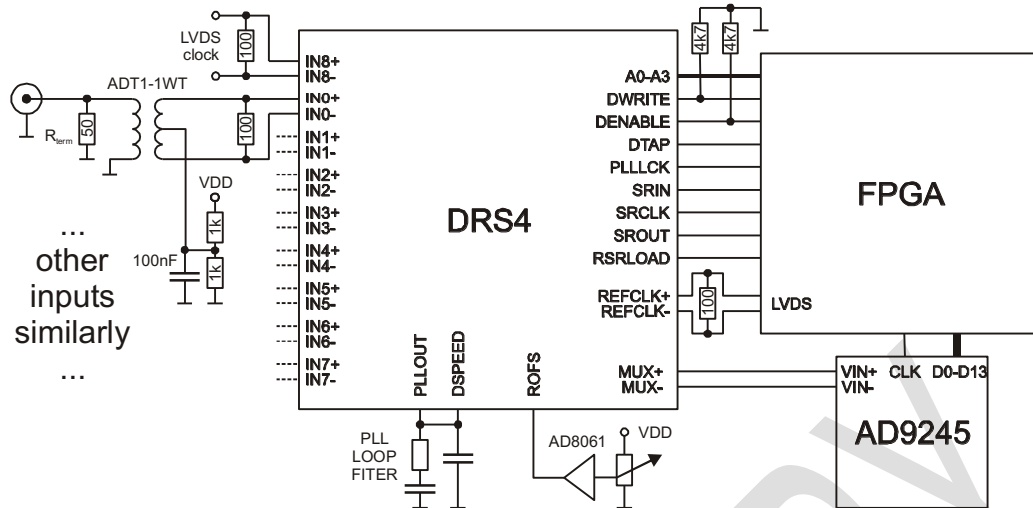 LVDS
clock
100
ADT1-1WT
R term
50
100
VDD
1k
1k
100nF
...
other
inputs
similarly
...
IN8+
IN8-
IN0+
IN0-
IN1+
IN1-
IN2+
IN2-
IN3+
IN3-
IN4+
IN4-
IN5+
IN5-
IN6+
IN6-
IN7+
IN7-
DRS4
A0-A3
DWRITE
DENABLE
DTAP
PLLLCK
SRIN
SRCLK
SROUT
RSRLOAD
REFCLK+
REFCLK-
MUX+
MUX-
PLLOUT
DSPEED
ROFS
4k7
4k7
100
FPGA
LVDS
VIN+
VIN-
CLK
D0-D13
AD9245
PLL
LOOP
FITER
AD8061
VDD